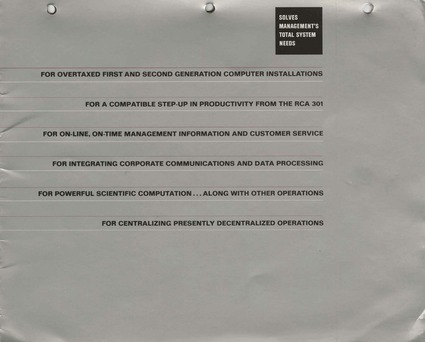 SOLVES
MANAGEMENT'S
TOTAL SYSTEM
NEEDS
FOR OVERTAXED FIRST AND SECOND GENERATION COMPUTER INSTALLATIONS
FOR A COMPATIBLE STEP-UP IN PRODUCTIVITY FROM THE RCA 301
FOR ON-LINE, ON-TIME MANAGEMENT INFORMATION AND CUSTOMER SERVICE
FOR INTEGRATING CORPORATE COMMUNICATIONS AND DATA PROCESSING
FOR POWERFUL SCIENTIFIC COMPUTATION... ALONG WITH OTHER OPERATIONS
FOR CENTRALIZING PRESENTLY DECENTRALIZED OPERATIONS